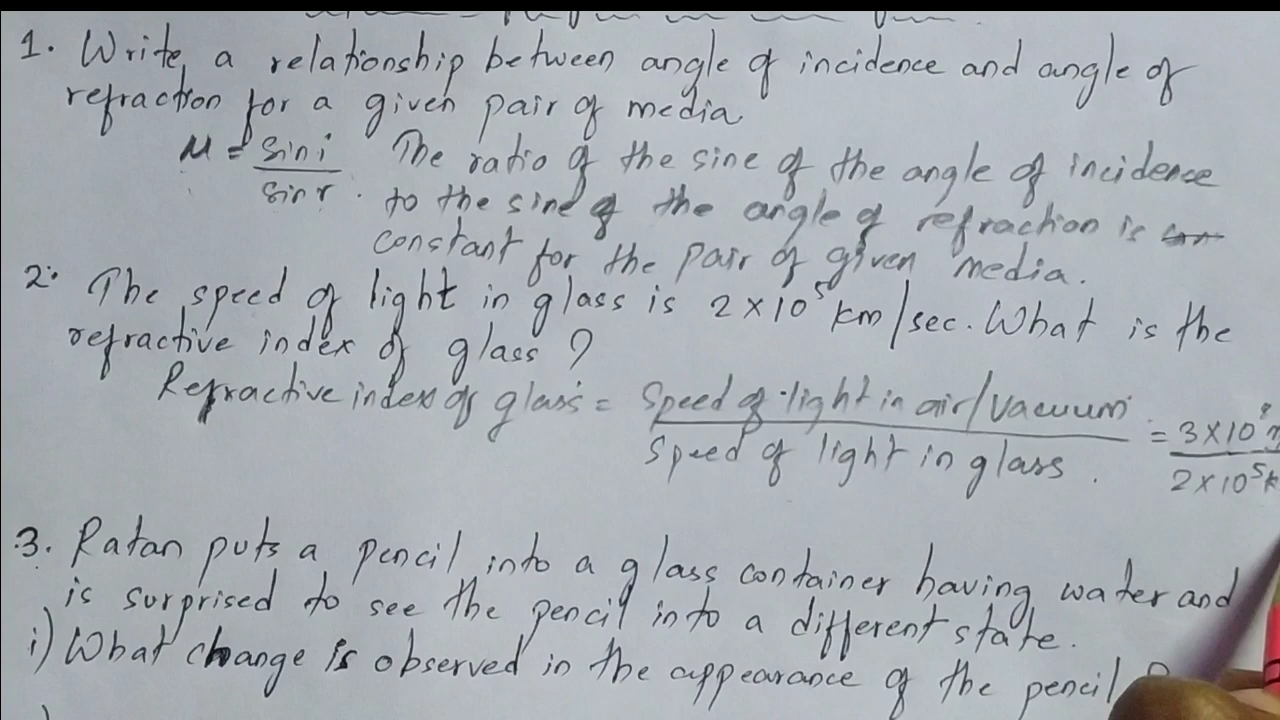 1. Write a relationship between angle of incidence and angle of
refraction for a given pair of media
μ = sin i / sin r . The ratio of the sine of the angle of incidence
to the sine of the angle of refraction is
constant for the pair of given media.
2. The speed of light in glass is 2×10⁵ km/sec. What is the
refractive index of glass ?
Refractive index of glass = Speed of light in air/Vacuum / Speed of light in glass . = 3×10⁸ / 2×10⁵
3. Ratan puts a pencil into a glass container having water and
is surprised to see the pencil into a different state.
i) What change is observed in the appearance of the pencil